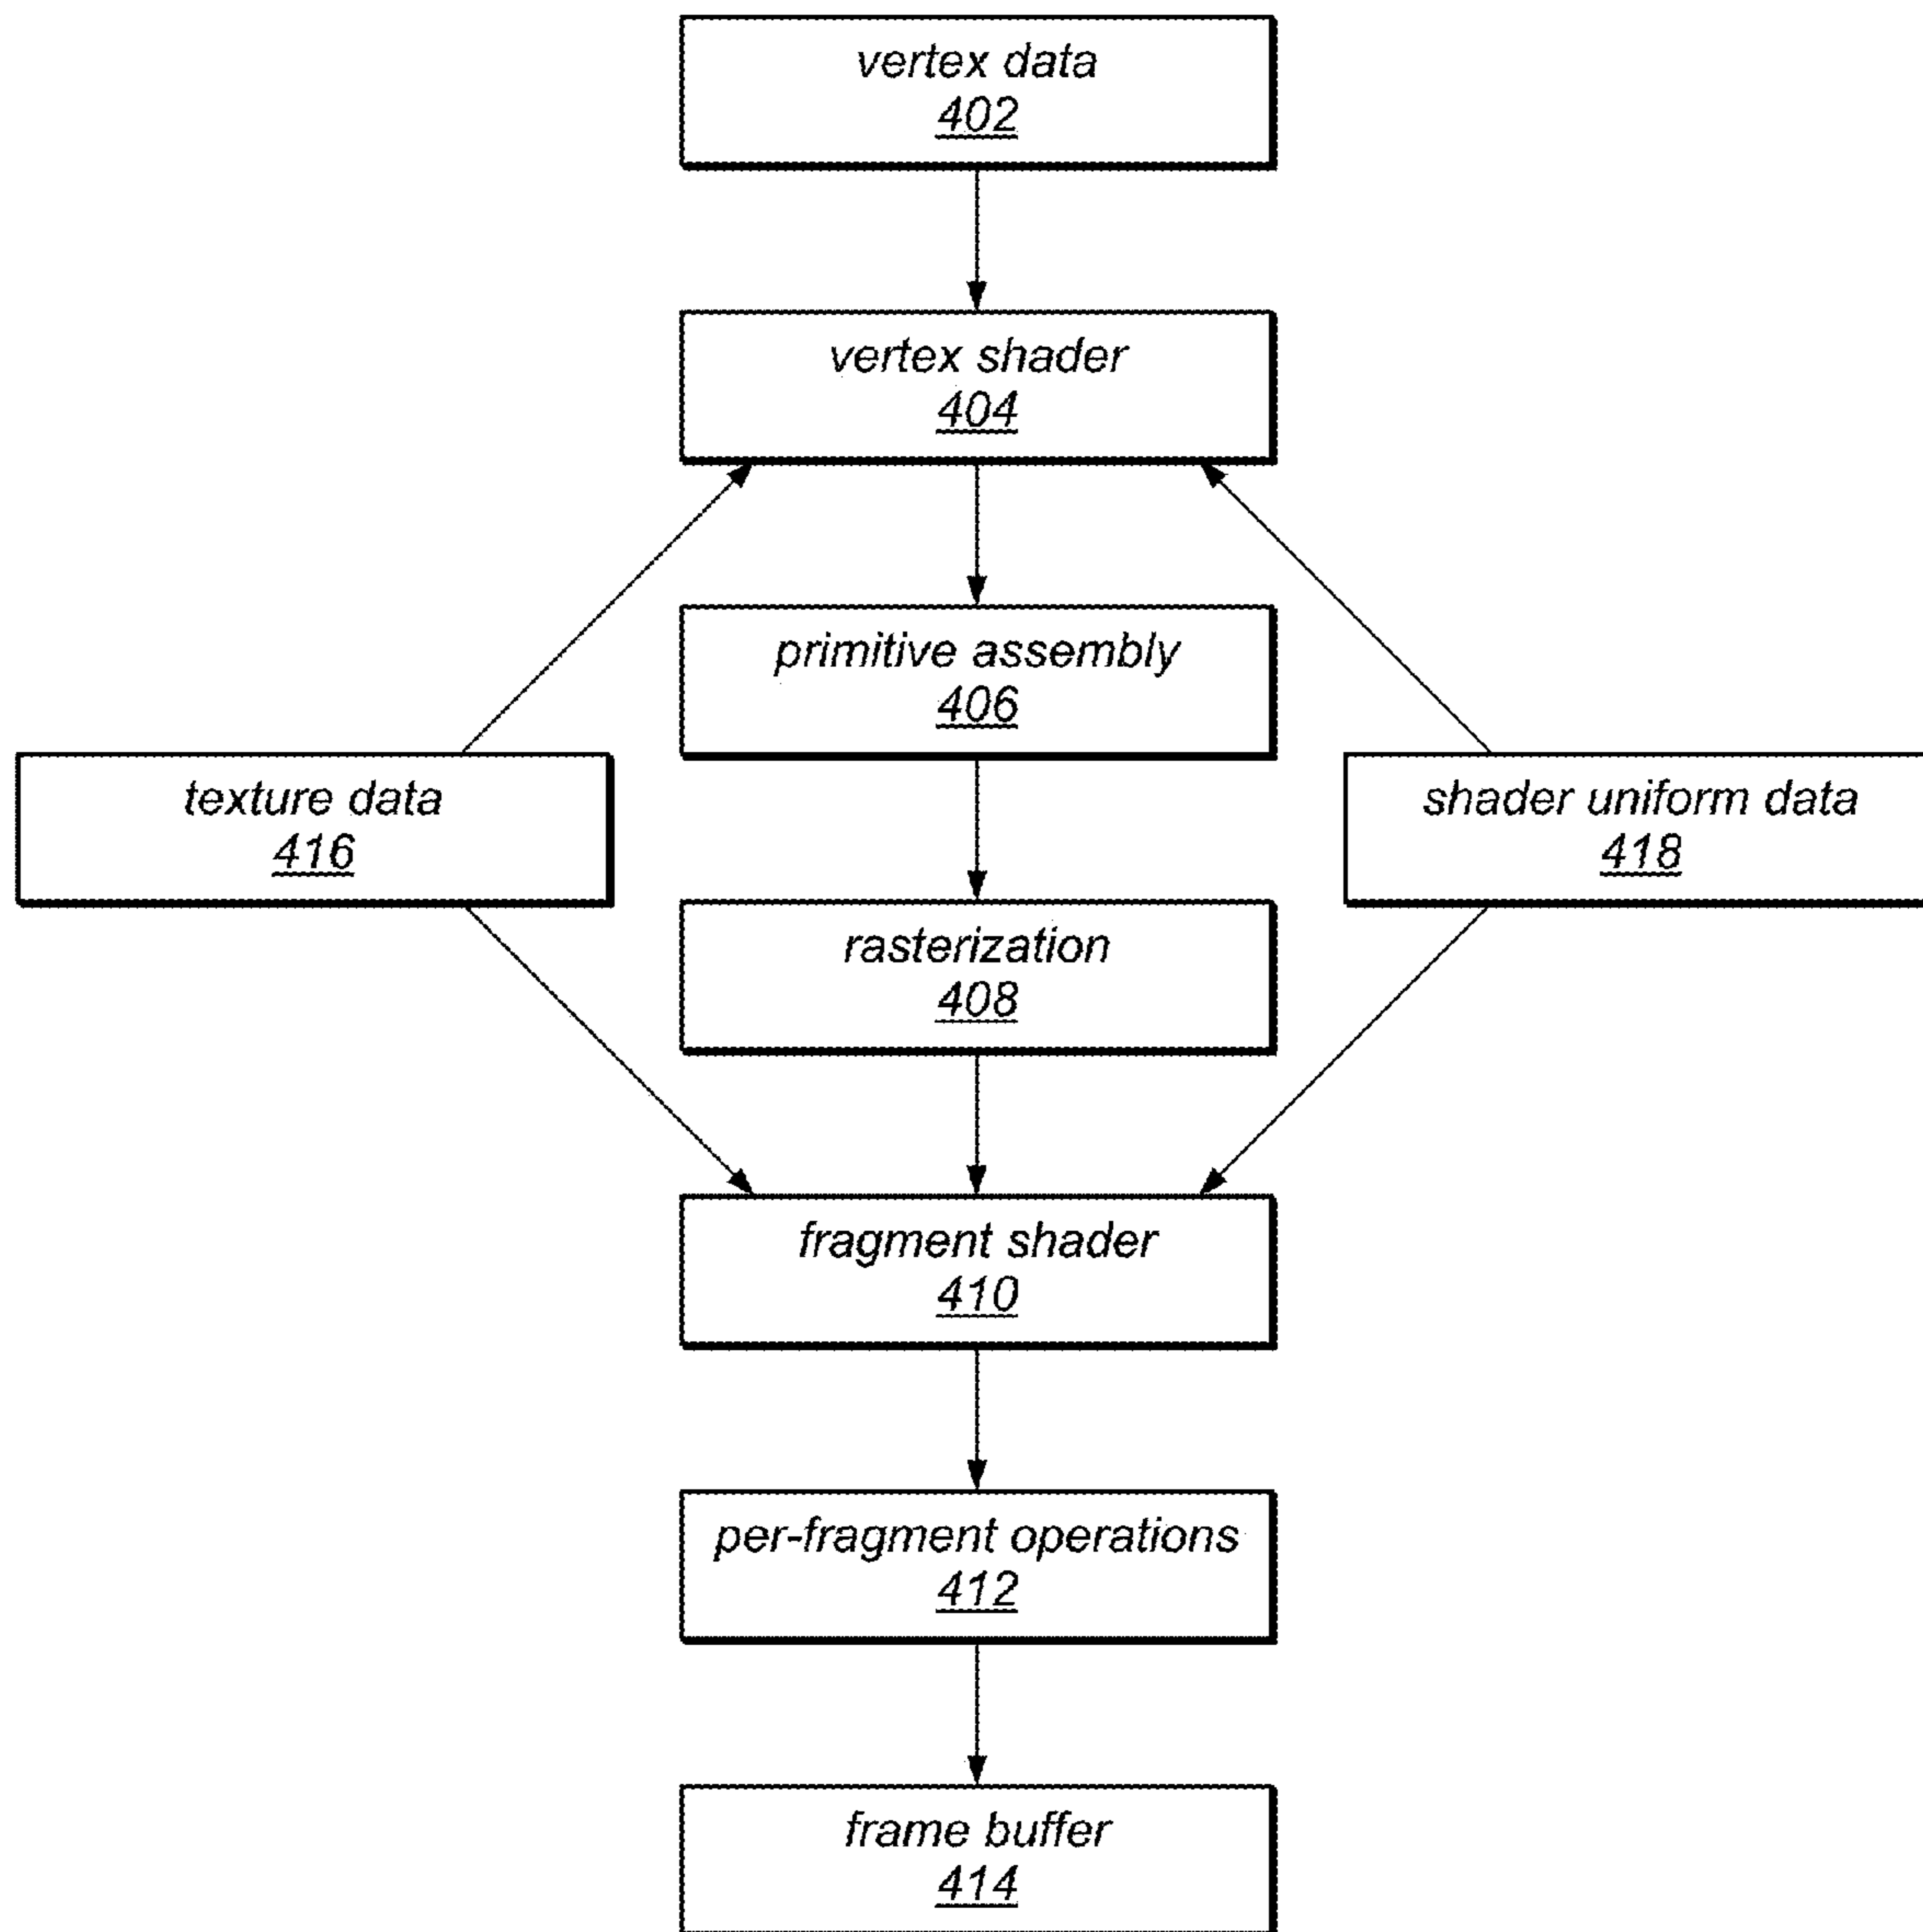 vertex data
402
vertex shader
404
primitive assembly
406
texture data
416
shader uniform data
418
rasterization
408
fragment shader
410
per-fragment operations
412
frame buffer
414